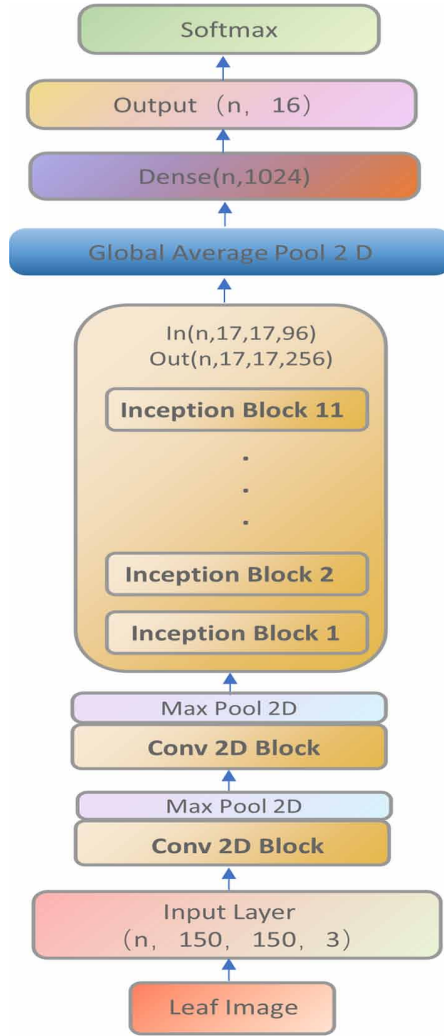 Softmax
Output（n，16）
Dense(n,1024)
Global Average Pool 2 D
In(n,17,17,96)
Out(n,17,17,256)
Inception Block 11
.
.
.
Inception Block 2
Inception Block 1
Max Pool 2D
Conv 2D Block
Max Pool 2D
Conv 2D Block
Input Layer
（n，150，150，3）
Leaf Image